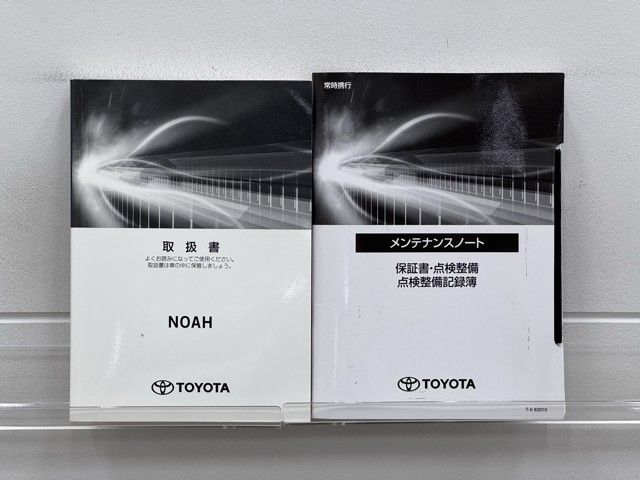 取扱書
よくお読みになってご使用ください。
取扱書は車の中に保管しましょう。
NOAH
TOYOTA
常時携行
メンテナンスノート
保証書・点検整備
点検整備記録簿
TOYOTA